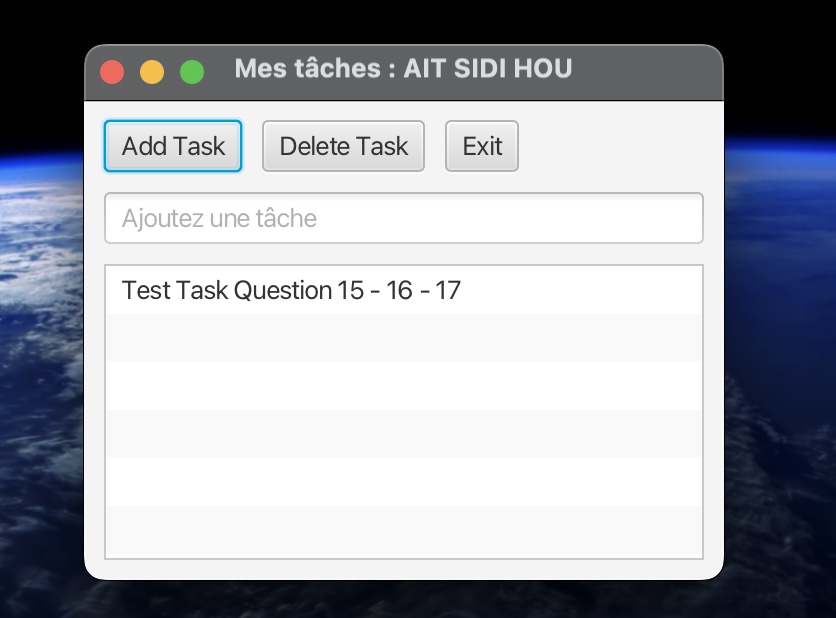 Mes tâches : AIT SIDI HOU
Add Task Delete Task Exit
Ajoutez une tâche
Test Task Question 15 - 16 - 17